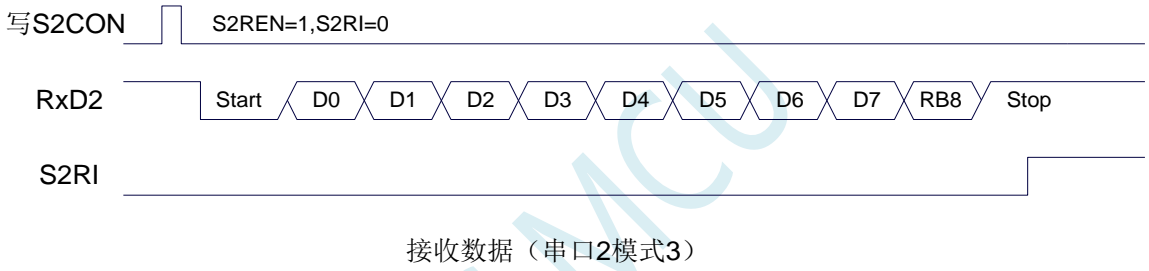 写S2CON S2REN=1,S2RI=0
RxD2 Start D0 D1 D2 D3 D4 D5 D6 D7 RB8 Stop
S2RI
接收数据（串口2模式3）
MCU